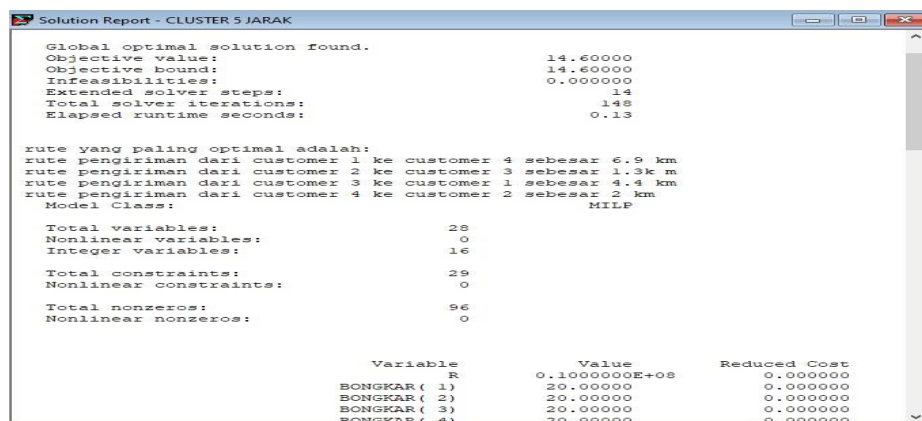 Solution Report - CLUSTER 5 JARAK
Global optimal solution found.
Objective value: 14.60000
Objective bound: 14.60000
Infeasibilities: 0.000000
Extended solver steps: 14
Total solver iterations: 148
Elapsed runtime seconds: 0.13
rute yang paling optimal adalah:
rute pengiriman dari customer 1 ke customer 4 sebesar 6.9 km
rute pengiriman dari customer 2 ke customer 3 sebesar 1.3k m
rute pengiriman dari customer 3 ke customer 1 sebesar 4.4 km
rute pengiriman dari customer 4 ke customer 2 sebesar 2 km
Model Class: MILP
Total variables: 28
Nonlinear variables: 0
Integer variables: 16
Total constraints: 29
Nonlinear constraints: 0
Total nonzeros: 96
Nonlinear nonzeros: 0
Variable Value Reduced Cost
R 0.1000000E+08 0.000000
BONGKAR( 1) 20.00000 0.000000
BONGKAR( 2) 20.00000 0.000000
BONGKAR( 3) 20.00000 0.000000
BONGKAR( 4) 20.00000 0.000000